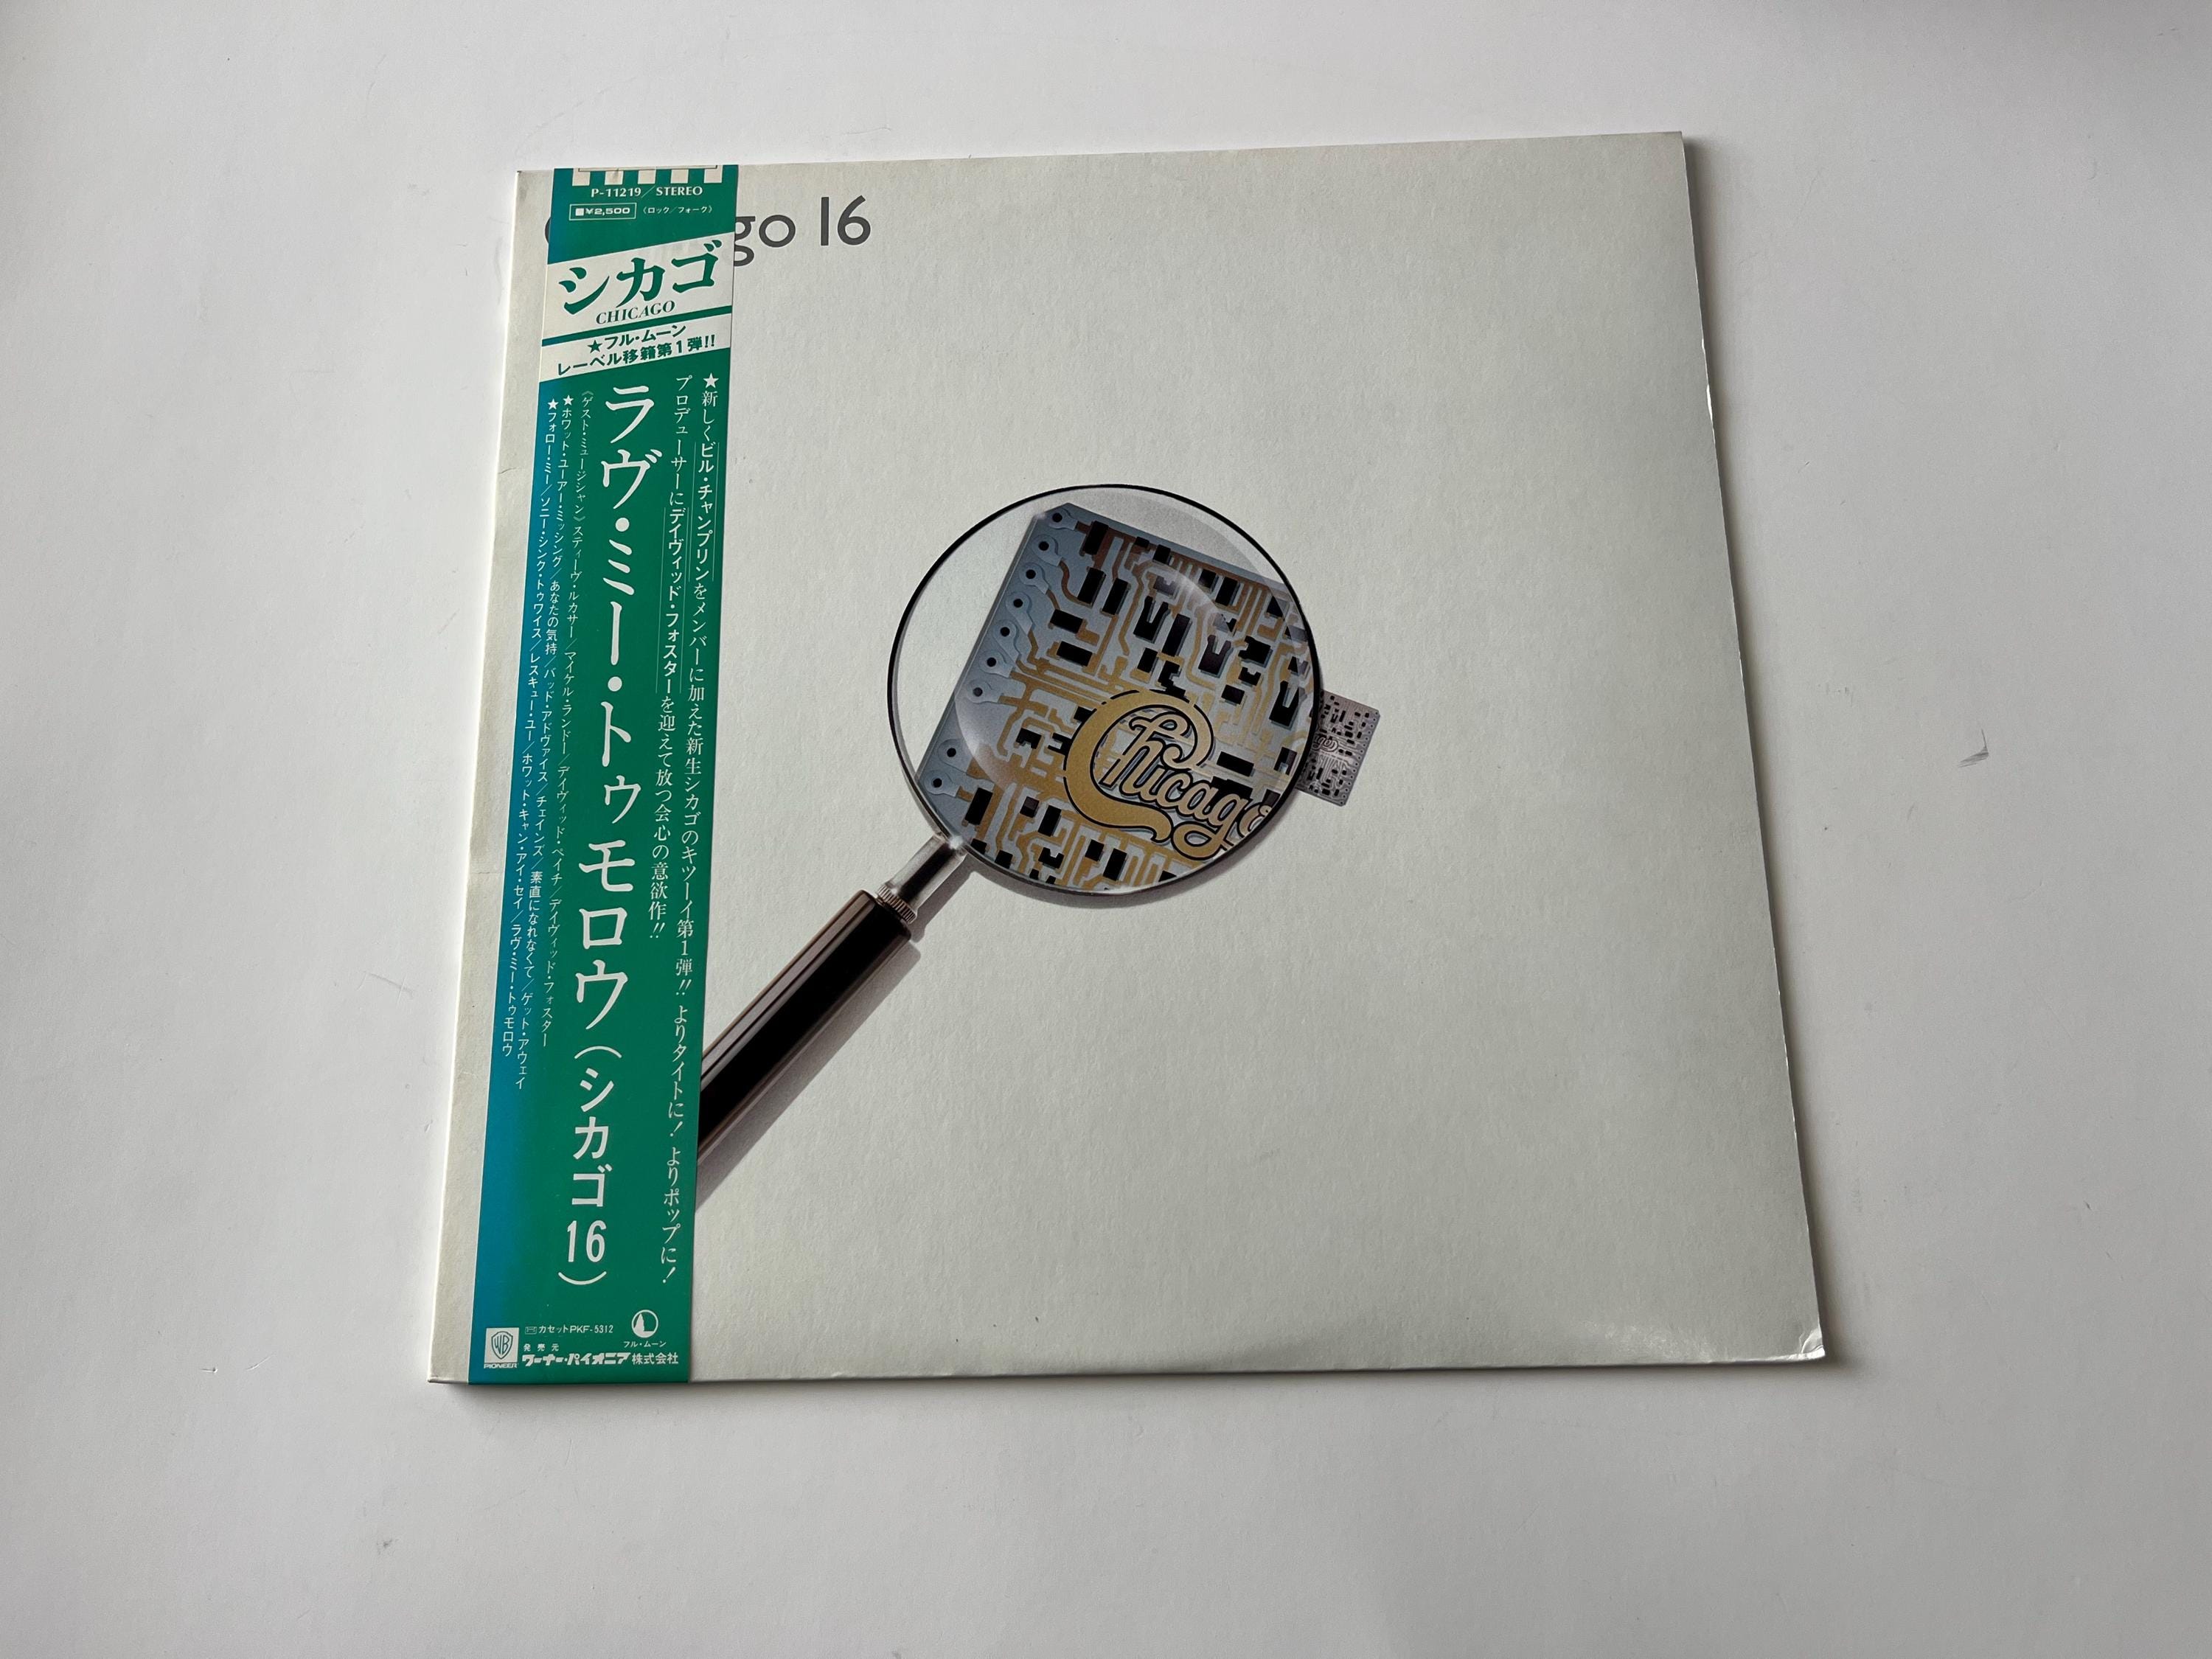 P-11219／STEREO
■¥2,500 （ロック／フォーク）
go 16
シカゴ
CHICAGO
★フル・ムーン
レーベル移籍第1弾!!
★新しくビル・チャンプリンをメンバーに加えた新生シカゴのキツーイ第1弾!! よりタイトに! よりポップに!
プロデューサーにデイヴィッド・フォスターを迎えて放つ会心の意欲作!!
ラヴ・ミー・トゥモロウ（シカゴ16）
《ゲスト・ミュージシャン》スティーヴ・ルカサー／マイケル・ランドー／デイヴィッド・ペイチ／デイヴィッド・フォスター
★ホワット・ユーアー・ミッシング／あなたの気持／バッド・アドヴァイス／チェインズ／素直になれなくて／ゲット・アウェイ
★フォロー・ミー／ソニー・シンク・トゥワイス／レスキュー・ユー／ホワット・キャン・アイ・セイ／ラヴ・ミー・トゥモロウ
Chicago
カセットPKF-5312
フル・ムーン
WB
PIONEER
発売元
ワーナー・パイオニア株式会社